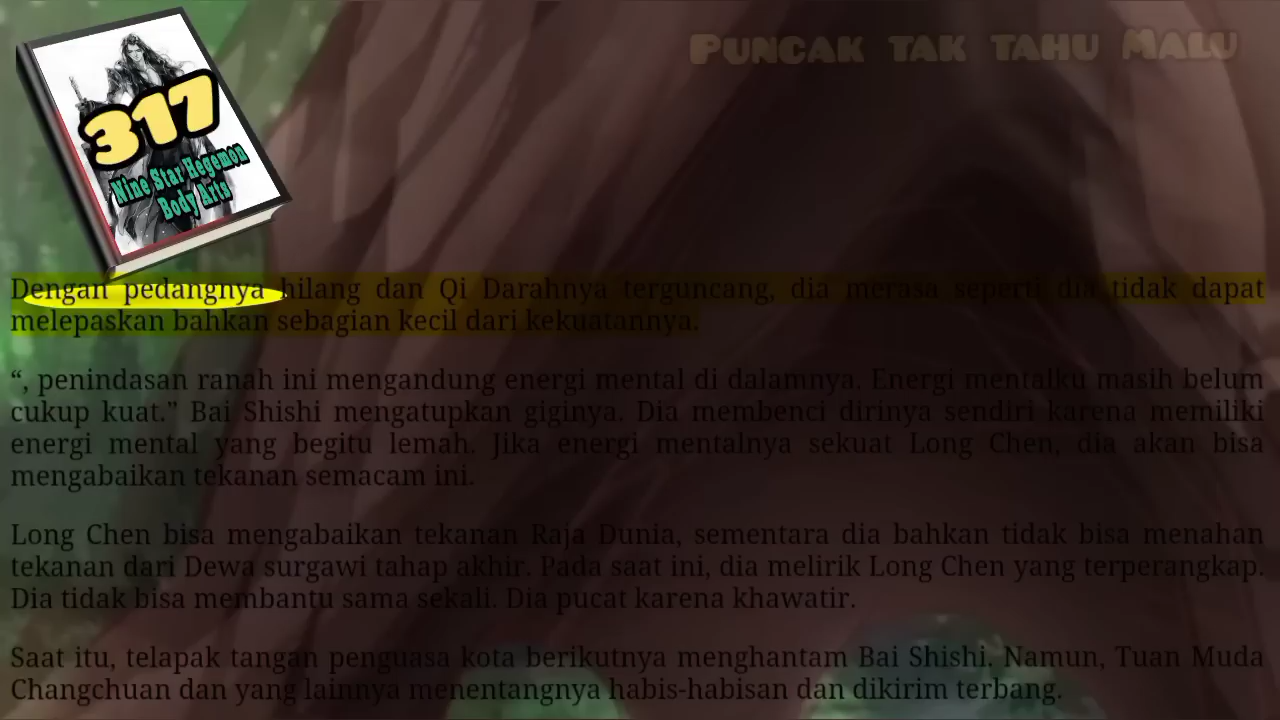 Puncak tak tahu Malu
317
Nine Star Hegemon
Body Arts
Dengan pedangnya hilang dan Qi Darahnya terguncang, dia merasa seperti dia tidak dapat
melepaskan bahkan sebagian kecil dari kekuatannya.
“, penindasan ranah ini mengandung energi mental di dalamnya. Energi mentalku masih belum
cukup kuat.” Bai Shishi mengatupkan giginya. Dia membenci dirinya sendiri karena memiliki
energi mental yang begitu lemah. Jika energi mentalnya sekuat Long Chen, dia akan bisa
mengabaikan tekanan semacam ini.
Long Chen bisa mengabaikan tekanan Raja Dunia, sementara dia bahkan tidak bisa menahan
tekanan dari Dewa surgawi tahap akhir. Pada saat ini, dia melirik Long Chen yang terperangkap.
Dia tidak bisa membantu sama sekali. Dia pucat karena khawatir.
Saat itu, telapak tangan penguasa kota berikutnya menghantam Bai Shishi. Namun, Tuan Muda
Changchuan dan yang lainnya menentangnya habis-habisan dan dikirim terbang.